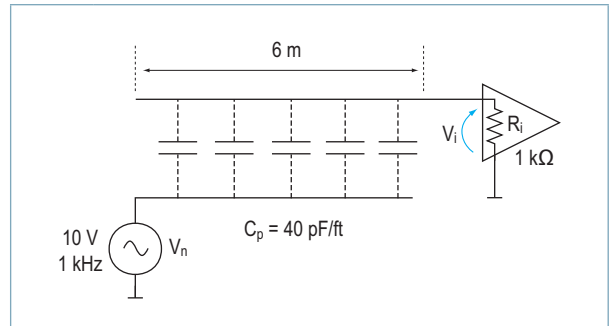 6 m
Vi
Ri
1 kΩ
Cp = 40 pF/ft
10 V
1 kHz
Vn